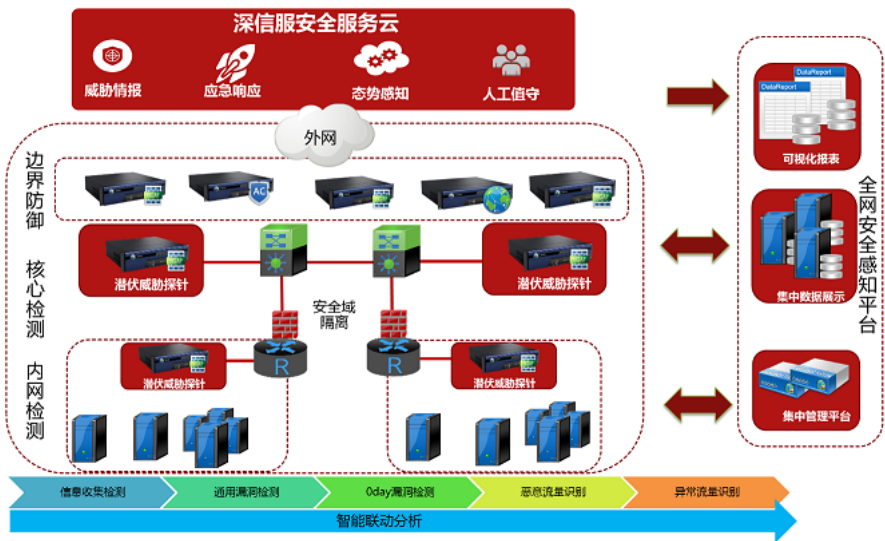 深信服安全服务云
威胁情报
应急响应
态势感知
人工值守
外网
边界防御
AC
核心检测
潜伏威胁探针
潜伏威胁探针
安全域
隔离
内网检测
R
R
潜伏威胁探针
潜伏威胁探针
DataReport
DataReport
可视化报表
集中数据展示
集中管理平台
全网安全感知平台
信息收集检测
通用漏洞检测
0day漏洞检测
恶意流量识别
异常流量识别
智能联动分析